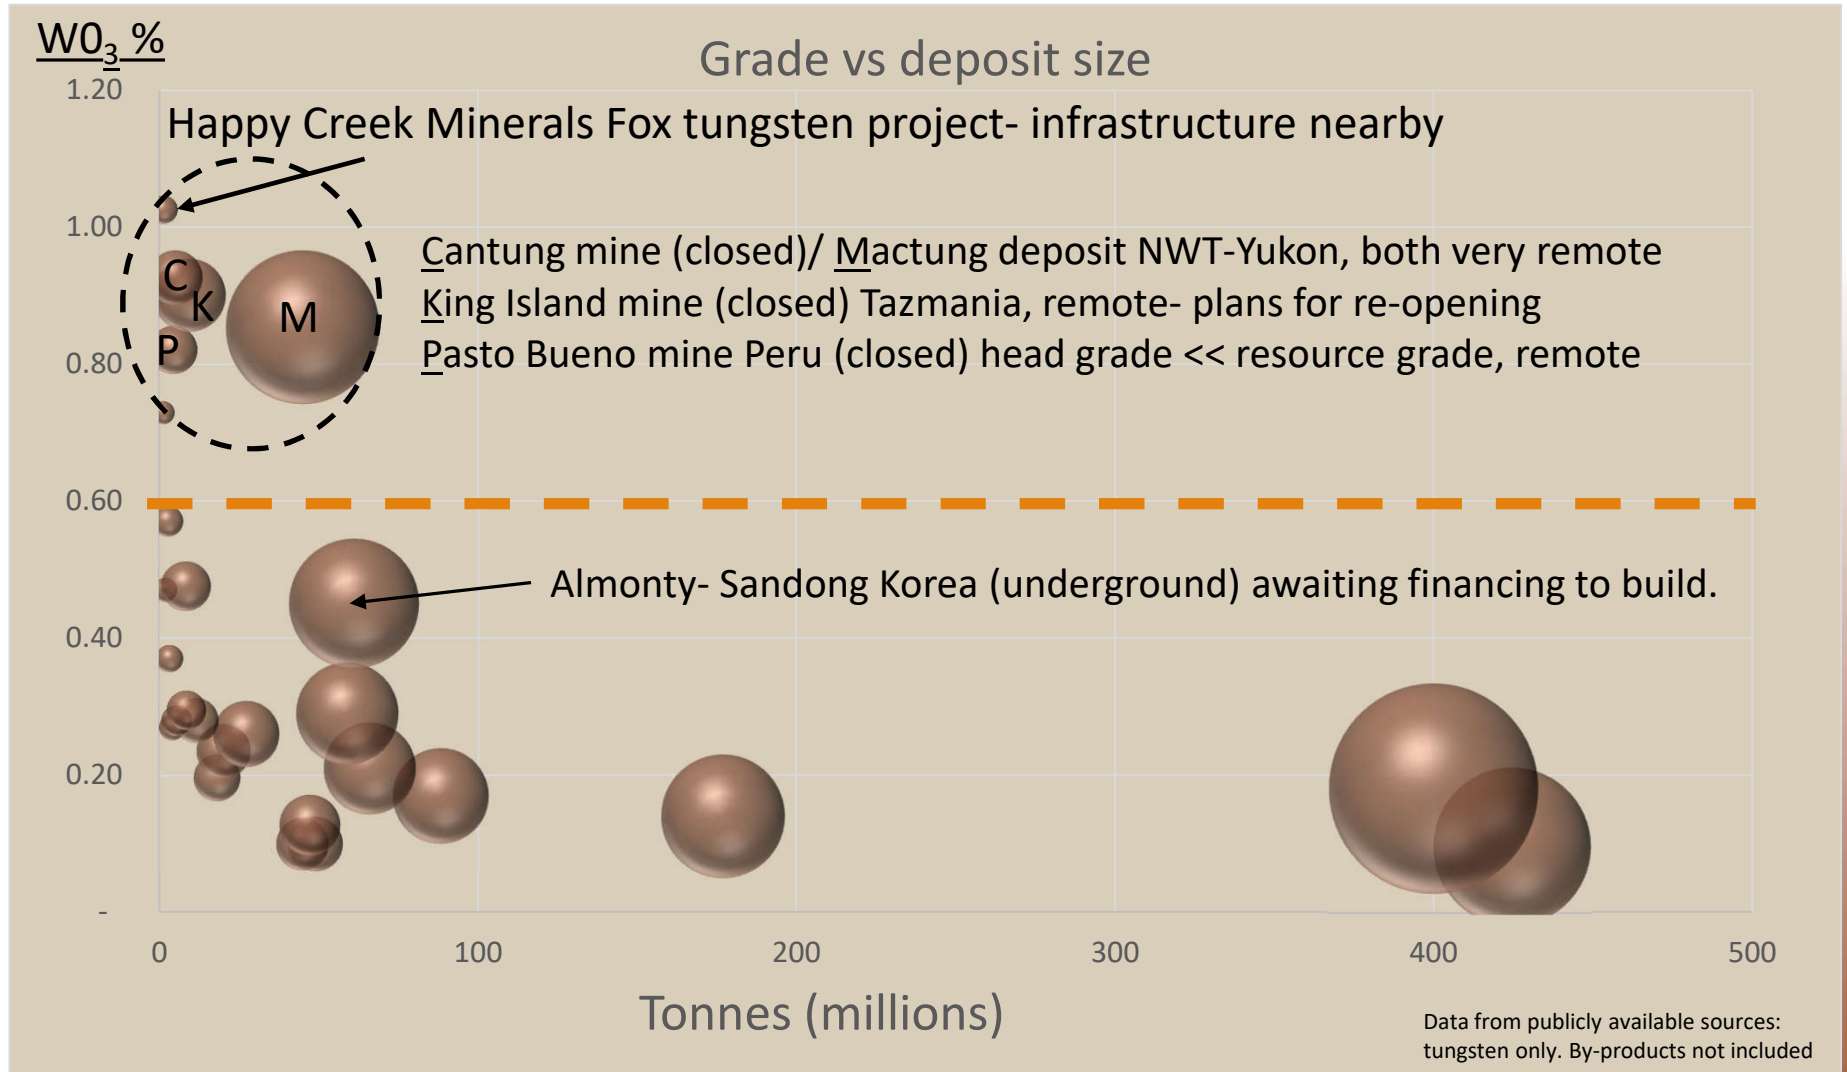 W0₃ %
Grade vs deposit size
1.20
Happy Creek Minerals Fox tungsten project- infrastructure nearby
1.00
Cantung mine (closed)/ Mactung deposit NWT-Yukon, both very remote
C
K
M
King Island mine (closed) Tazmania, remote- plans for re-opening
P
Pasto Bueno mine Peru (closed) head grade << resource grade, remote
0.80
0.60
Almonty- Sandong Korea (underground) awaiting financing to build.
0.40
0.20
-
0 100 200 300 400 500
Tonnes (millions)
Data from publicly available sources:
tungsten only. By-products not included